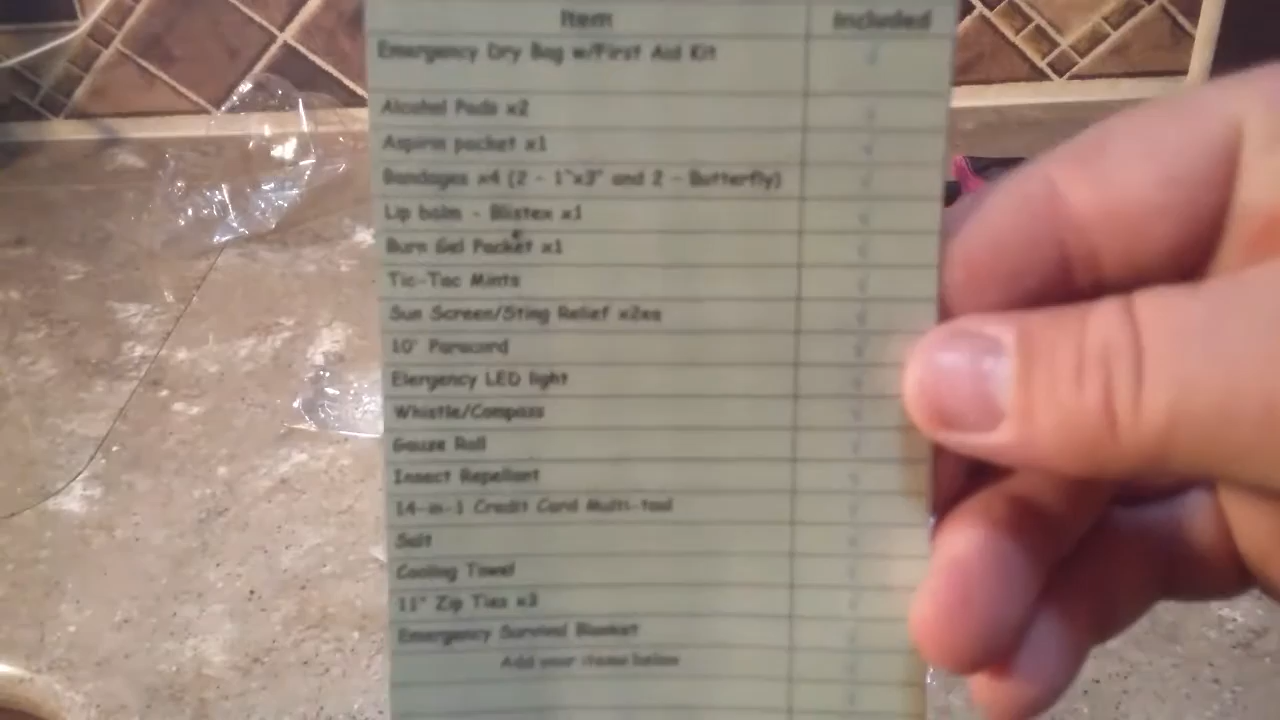 Item Included
Emergency Dry Bag w/First Aid Kit
Alcohol Pads x2
Aspirin packet x1
Bandages x4 (2 - 1"x3" and 2 - Butterfly)
Lip balm - Blistex x1
Burn Gel Packet x1
Tic-Tac Mints
Sun Screen/Sting Relief x2ea
10' Paracord
Elergency LED light
Whistle/Compass
Gauze Roll
Insect Repellant
14-in-1 Credit Card Multi-tool
Salt
Cooling Towel
11" Zip Ties x3
Emergency Survival Blanket
Add your items below